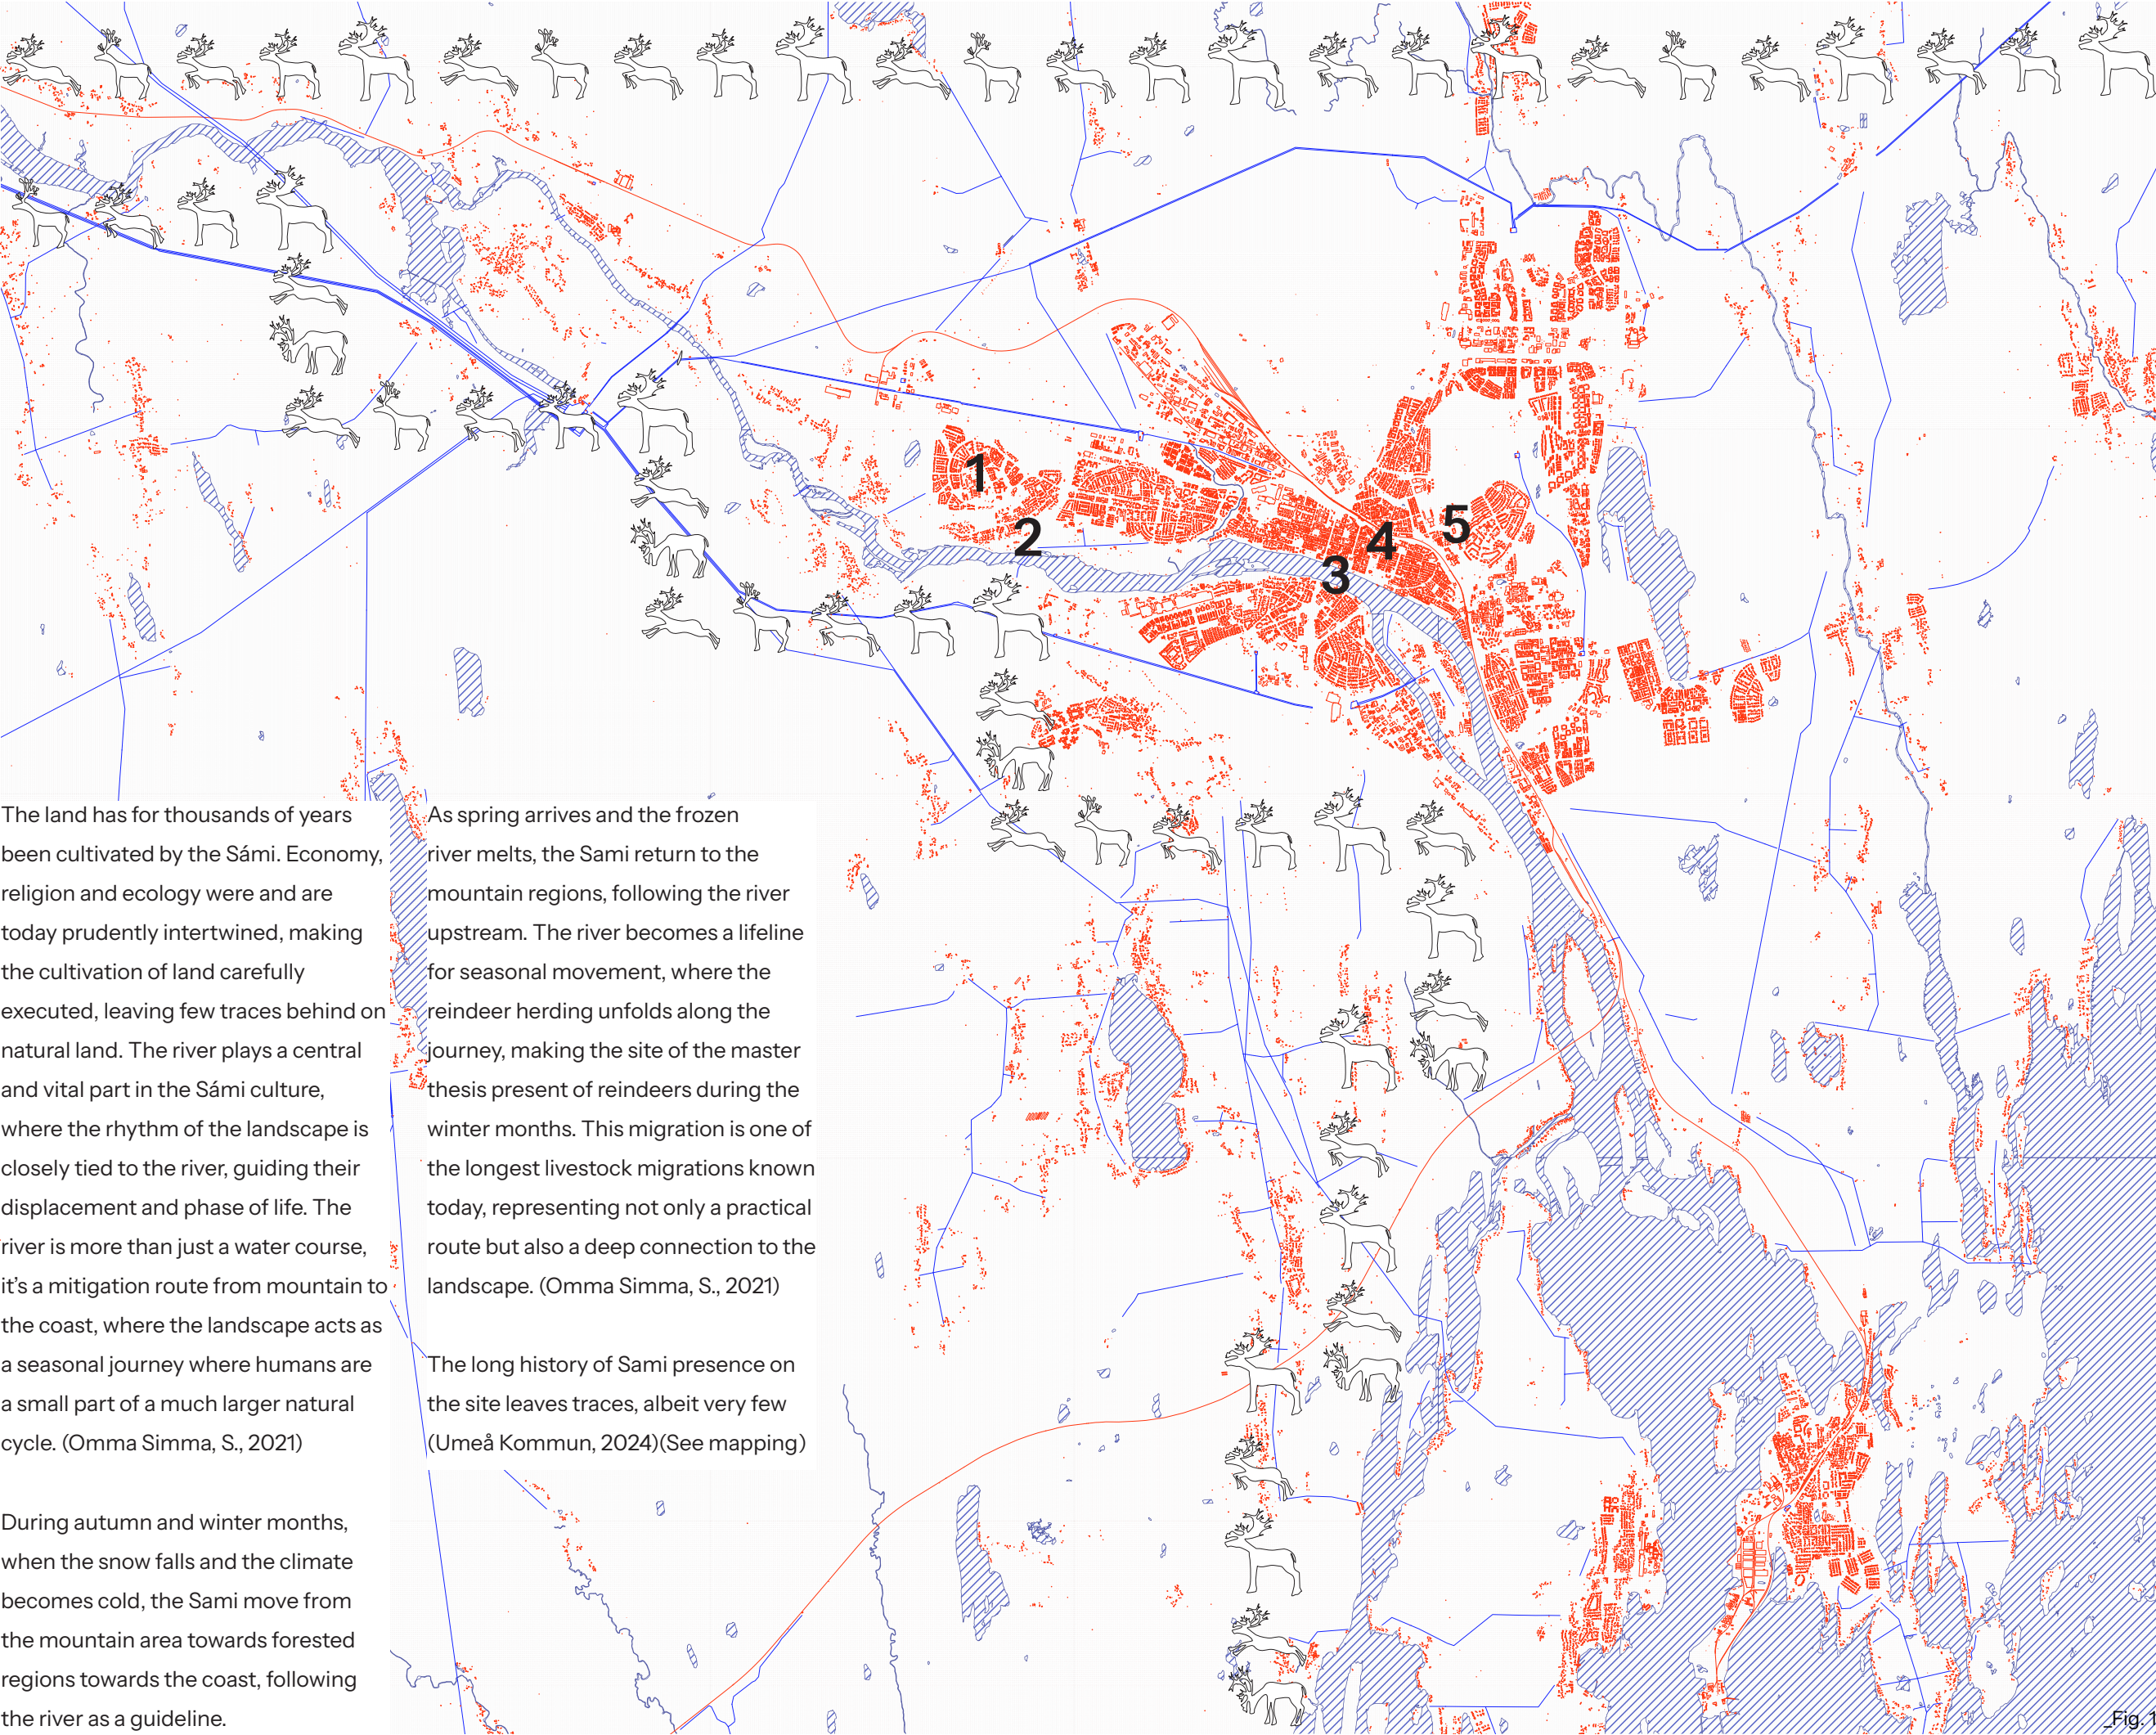 1
2
3
4
5
The land has for thousands of years
been cultivated by the Sámi. Economy,
religion and ecology were and are
today prudently intertwined, making
the cultivation of land carefully
executed, leaving few traces behind on
natural land. The river plays a central
and vital part in the Sámi culture,
where the rhythm of the landscape is
closely tied to the river, guiding their
displacement and phase of life. The
river is more than just a water course,
it’s a mitigation route from mountain to
the coast, where the landscape acts as
a seasonal journey where humans are
a small part of a much larger natural
cycle. (Omma Simma, S., 2021)
During autumn and winter months,
when the snow falls and the climate
becomes cold, the Sami move from
the mountain area towards forested
regions towards the coast, following
the river as a guideline.
As spring arrives and the frozen
river melts, the Sami return to the
mountain regions, following the river
upstream. The river becomes a lifeline
for seasonal movement, where the
reindeer herding unfolds along the
journey, making the site of the master
thesis present of reindeers during the
winter months. This migration is one of
the longest livestock migrations known
today, representing not only a practical
route but also a deep connection to the
landscape. (Omma Simma, S., 2021)
The long history of Sami presence on
the site leaves traces, albeit very few
(Umeå Kommun, 2024)(See mapping)
_Fig.